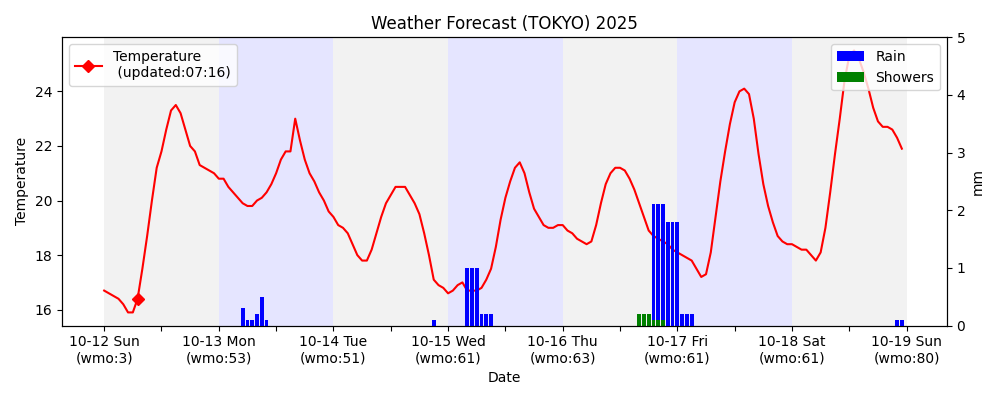 Weather Forecast (TOKYO) 2025
Temperature
(updated:07:16)
Rain
Showers
Temperature
24
22
20
18
16
5
4
3
2
1
0
mm
10-12 Sun
(wmo:3)
10-13 Mon
(wmo:53)
10-14 Tue
(wmo:51)
10-15 Wed
(wmo:61)
10-16 Thu
(wmo:63)
10-17 Fri
(wmo:61)
10-18 Sat
(wmo:61)
10-19 Sun
(wmo:80)
Date